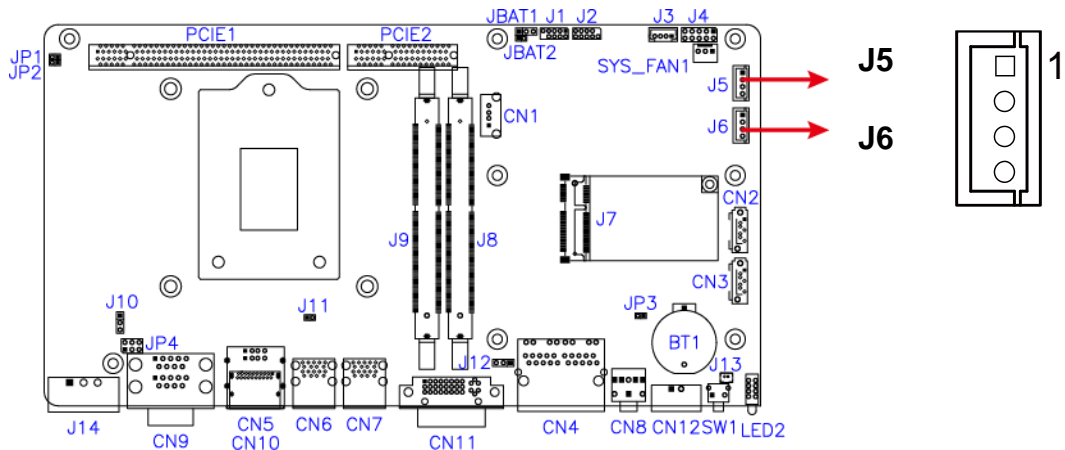 JBAT1 J1 J2 J3 J4
PCIE1 PCIE2
JP1
JP2
JBAT2
SYS_FAN1
J5
J6
CN1
J5
J6
1
CN2
J7
J9 J8
CN3
J10
J11
JP3
JP4
BT1
J12
J13
J14
CN9
CN5
CN10
CN6 CN7
CN11
CN4
CN8 CN12 SW1 LED2